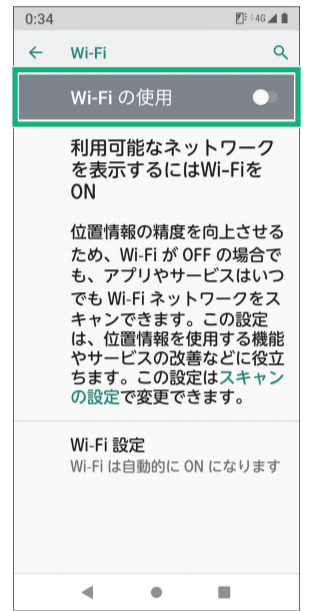 0:34
4G
Wi-Fi
Wi-Fi の使用
利用可能なネットワーク
を表示するにはWi-Fiを
ON
位置情報の精度を向上させる
ため、Wi-Fi が OFF の場合で
も、アプリやサービスはいつ
でも Wi-Fi ネットワークをス
キャンできます。この設定
は、位置情報を使用する機能
やサービスの改善などに役立
ちます。この設定はスキャン
の設定で変更できます。
Wi-Fi 設定
Wi-Fi は自動的に ON になります